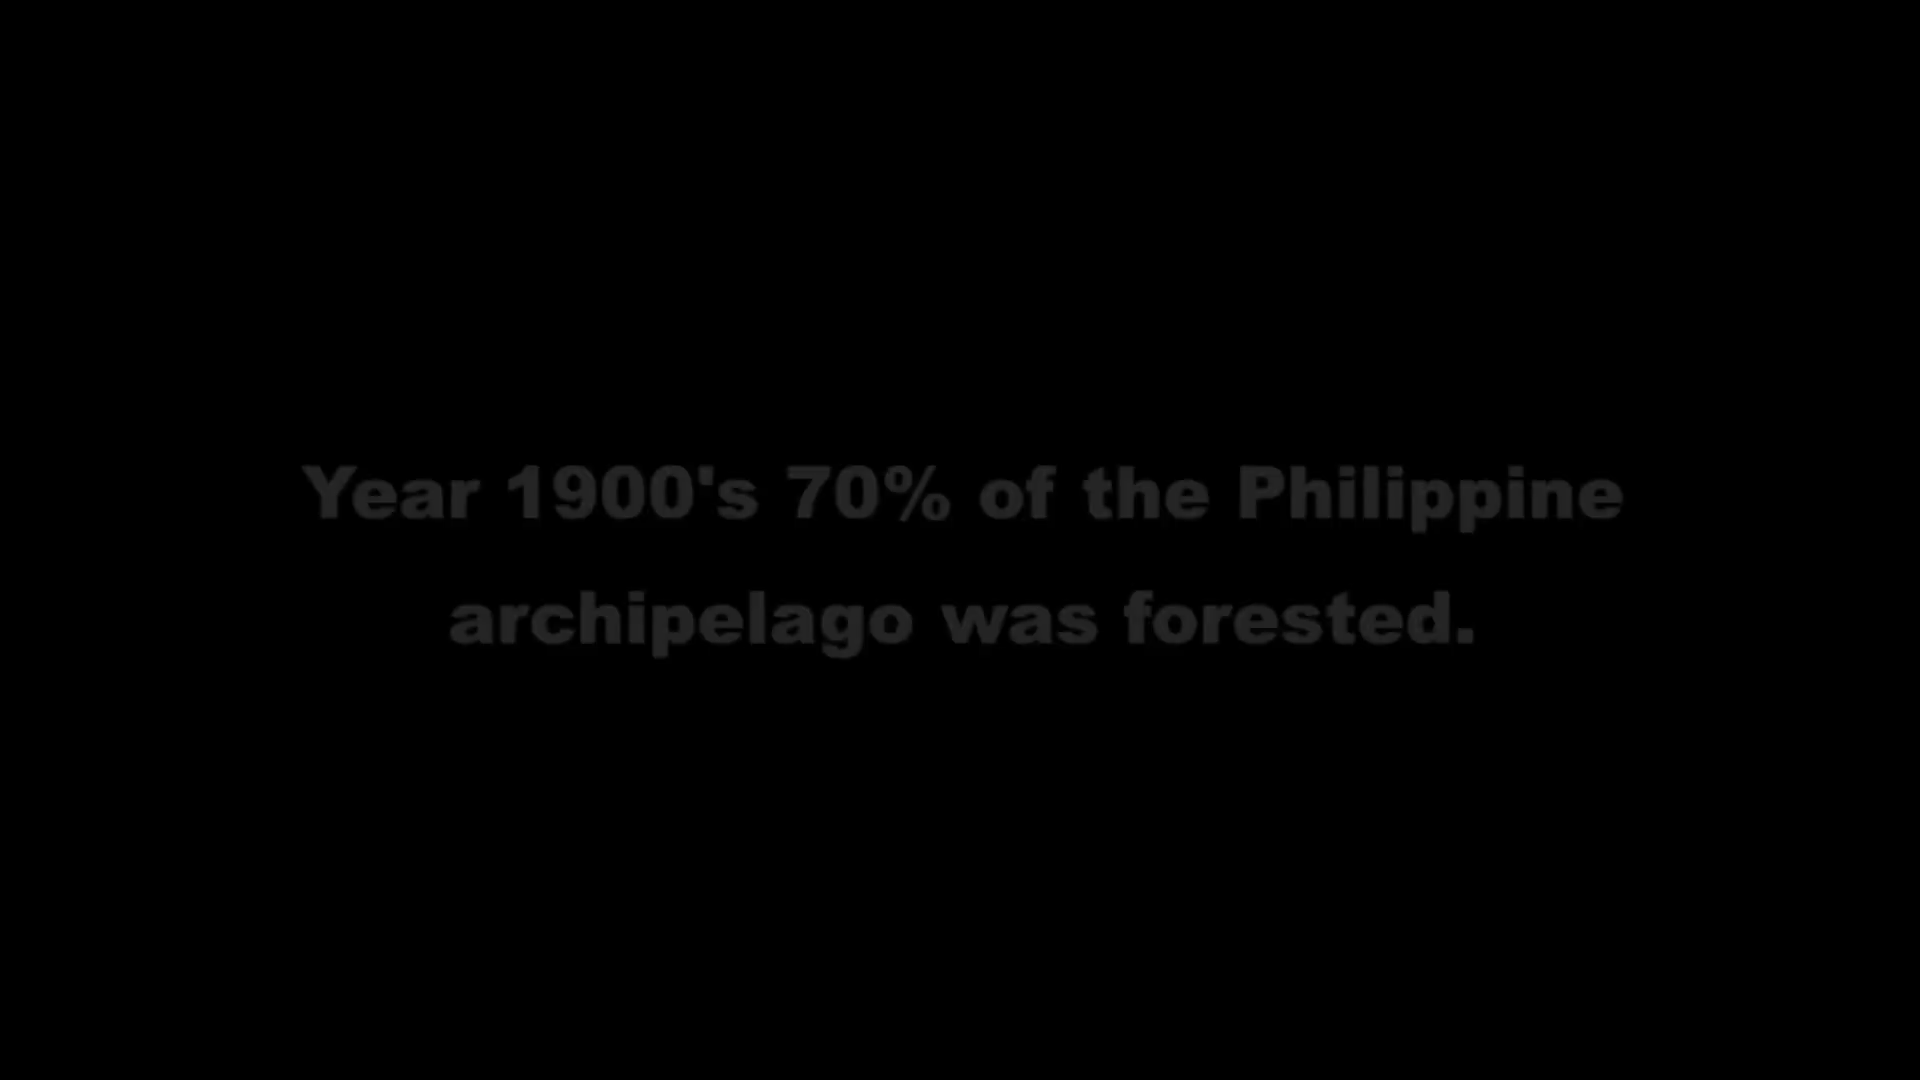 Year 1900's 70% of the Philippine
archipelago was forested.